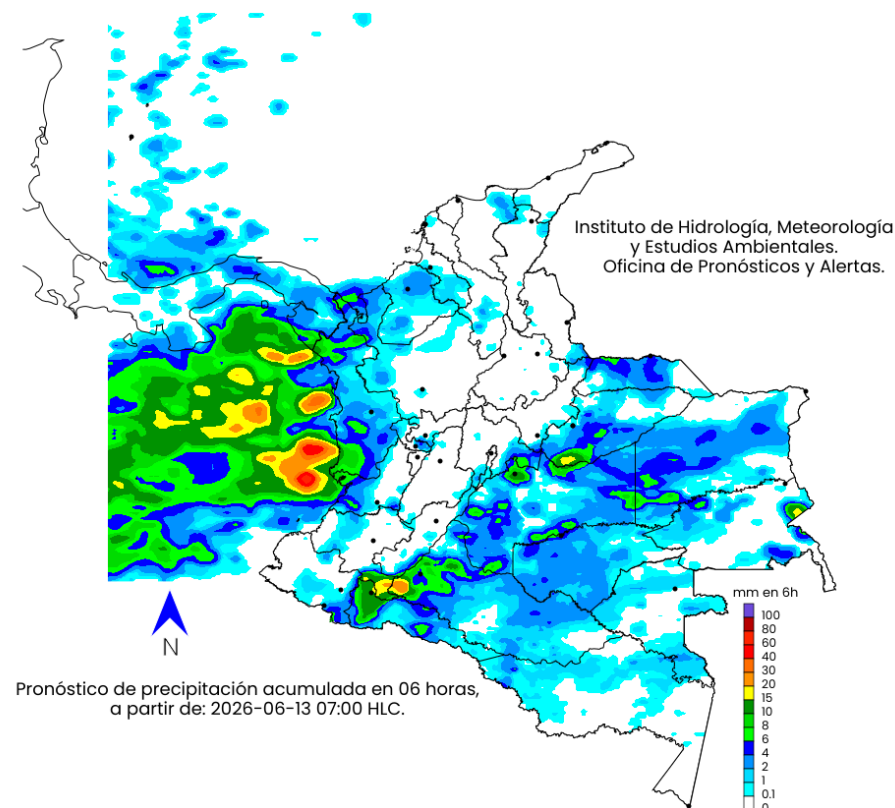 Instituto de Hidrología, Meteorología
y Estudios Ambientales.
Oficina de Pronósticos y Alertas.
N
Pronóstico de precipitación acumulada en 06 horas,
a partir de: 2026-06-13 07:00 HLC.
mm en 6h
100
80
60
40
30
20
15
10
8
6
4
2
1
0.1
0